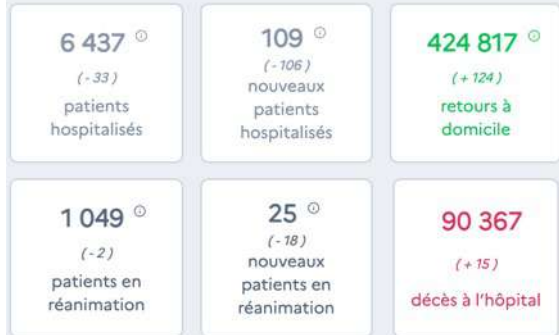 6 437
(- 33)
patients
hospitalisés
109
(- 106)
nouveaux
patients
hospitalisés
424 817
(+ 124)
retours à
domicile
1 049
(- 2)
patients en
réanimation
25
(- 18)
nouveaux
patients en
réanimation
90 367
(+ 15)
décès à l'hôpital